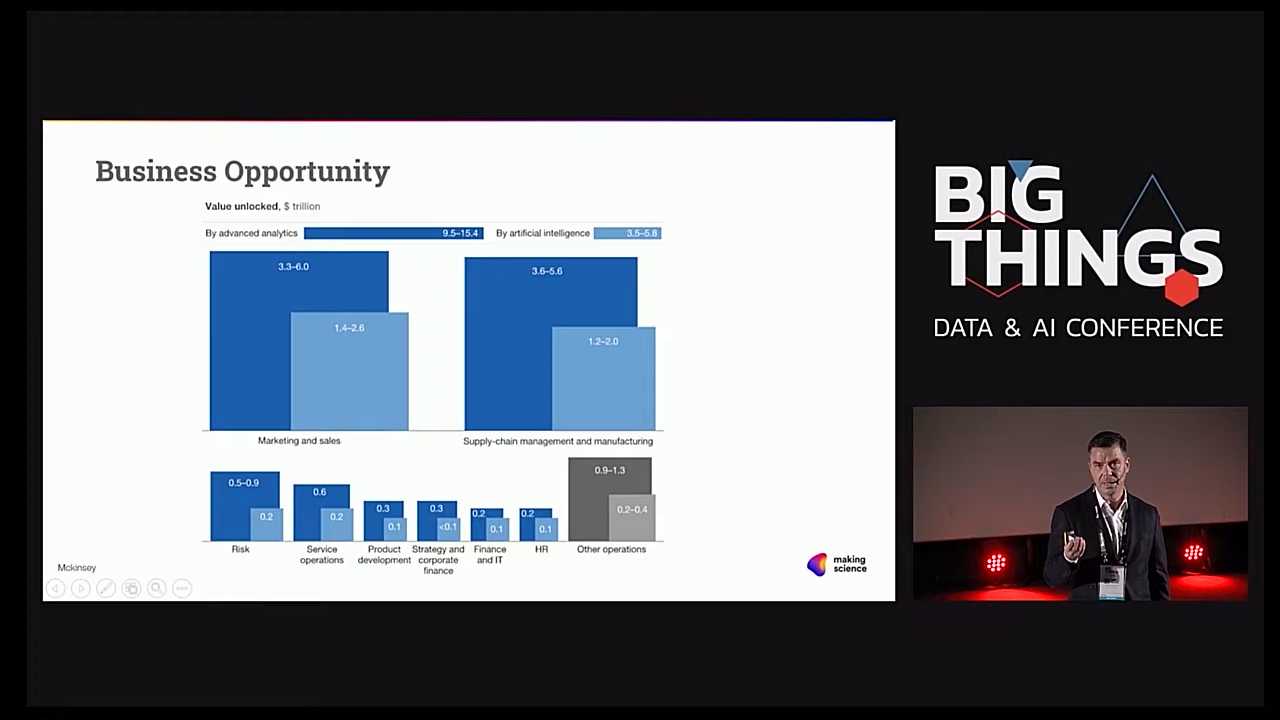 Business Opportunity
Value unlocked, $ trillion
By advanced analytics 9.5–15.4 By artificial intelligence 3.5–5.8
3.3–6.0
1.4–2.6
3.6–5.6
1.2–2.0
Marketing and sales
Supply-chain management and manufacturing
0.5–0.9
0.2
0.6
0.2
0.3
0.1
0.3
<0.1
0.2
0.1
0.2
0.1
0.9–1.3
0.2–0.4
Risk
Service
operations
Product
development
Strategy and
corporate
finance
Finance
and IT
HR
Other operations
Mckinsey
making
science
BIG
THINGS
DATA & AI CONFERENCE